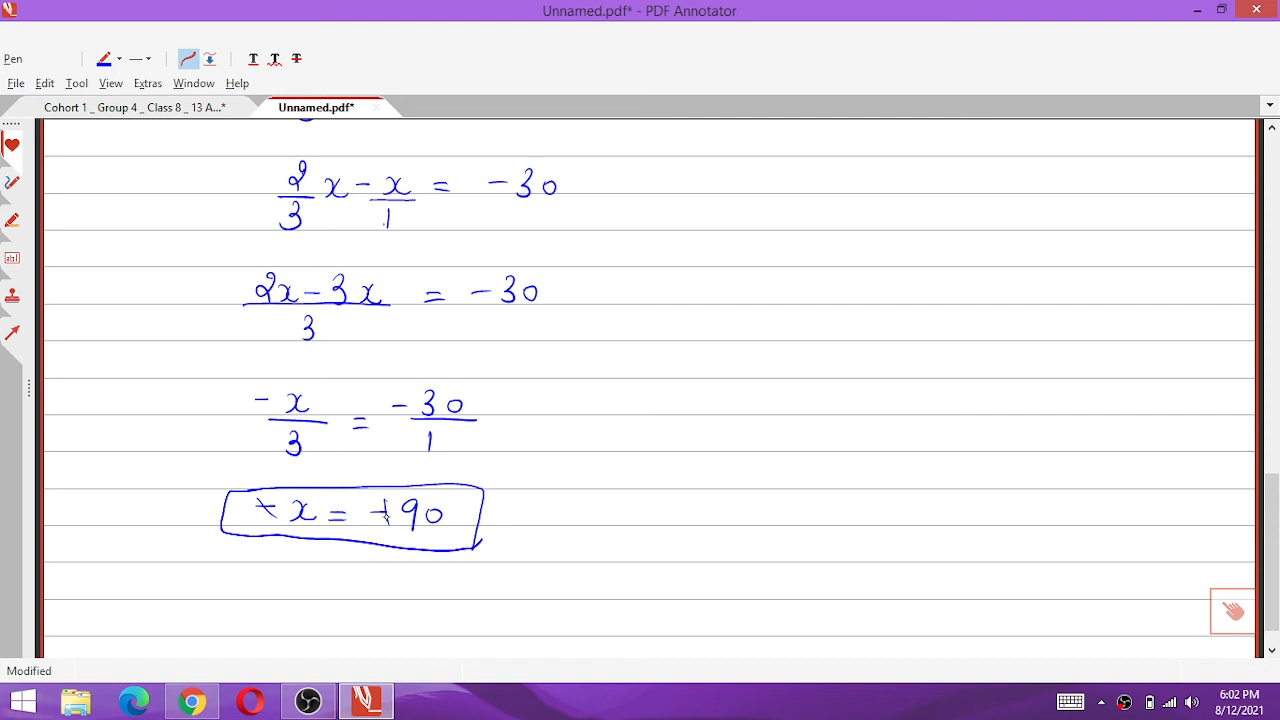 Unnamed.pdf* - PDF Annotator
Pen
T T T
File Edit Tool View Extras Window Help
Cohort 1 _ Group 4 _ Class 8 _ 13 A...* Unnamed.pdf*
2/3 x - x/1 = -30
(2x - 3x)/3 = -30
-x/3 = -30/1
+x = +90
Modified
6:02 PM
8/12/2021